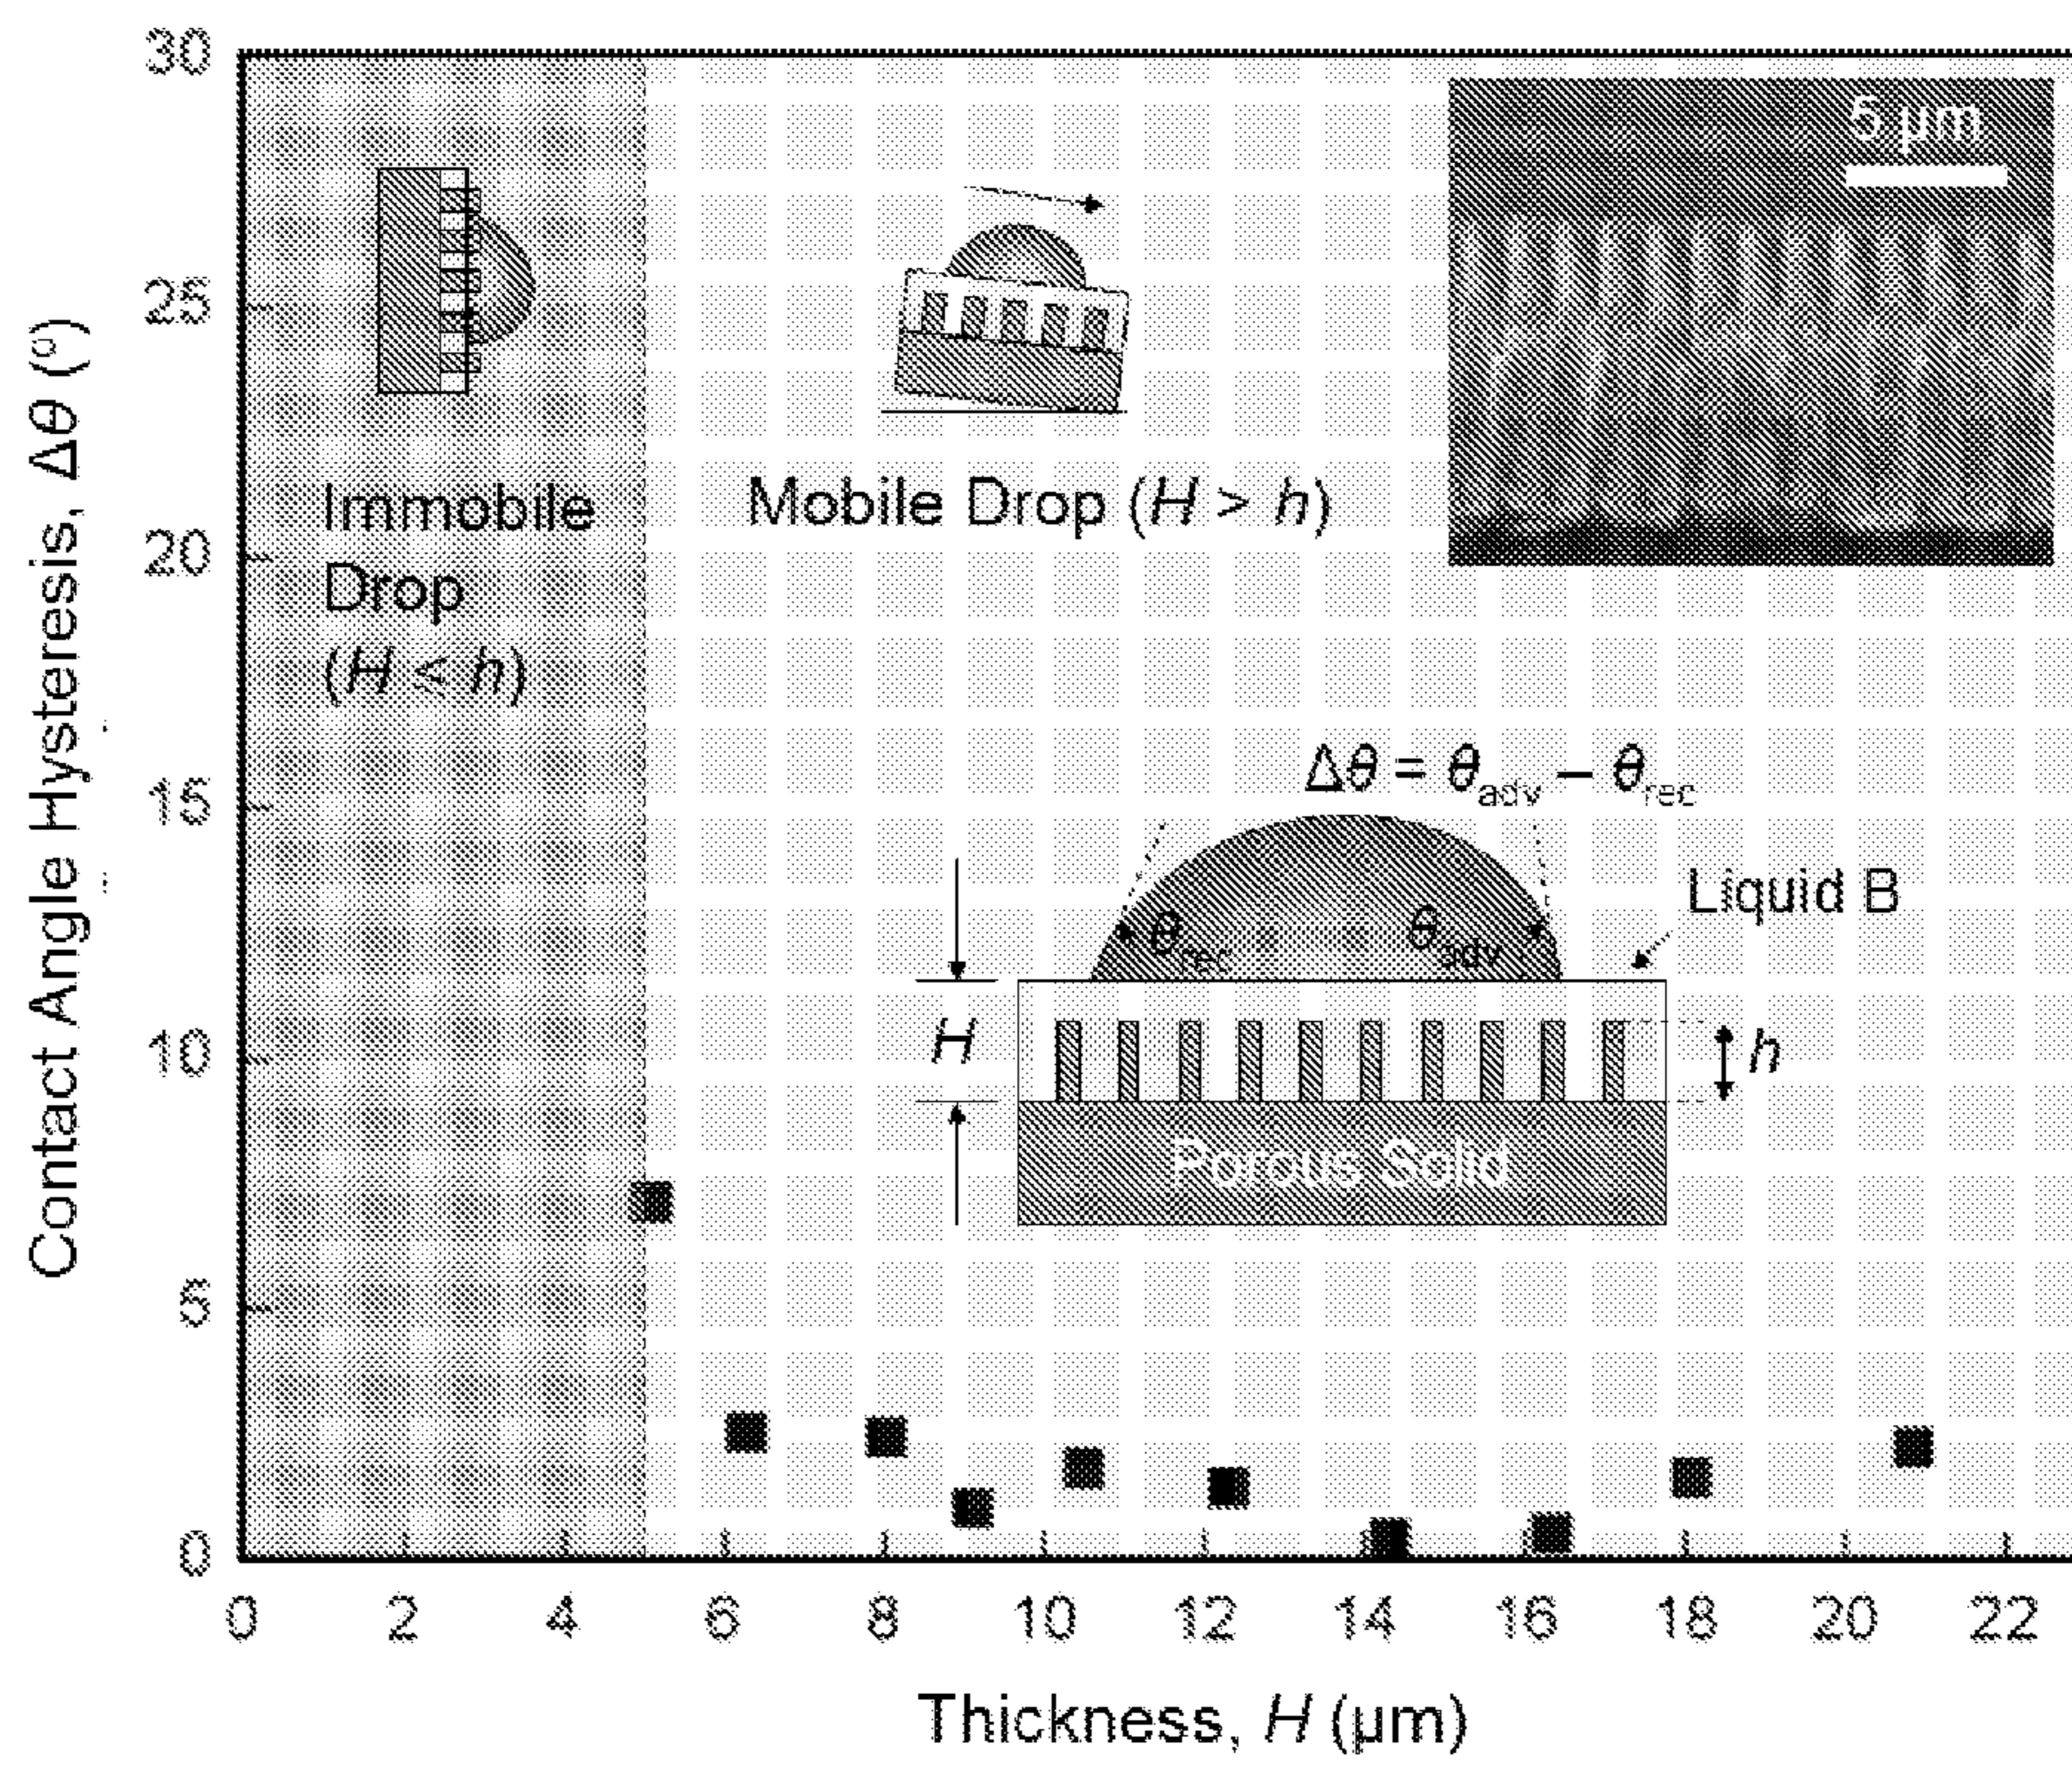 Contact Angle Hysteresis, Δθ (º)
30
25
20
15
10
5
0
Immobile
Drop
(H ≤ h)
Mobile Drop (H > h)
5 µm
Δθ = θadv – θrec
θrec
θadv
Liquid B
H
h
Porous Solid
0 2 4 6 8 10 12 14 16 18 20 22
Thickness, H (µm)